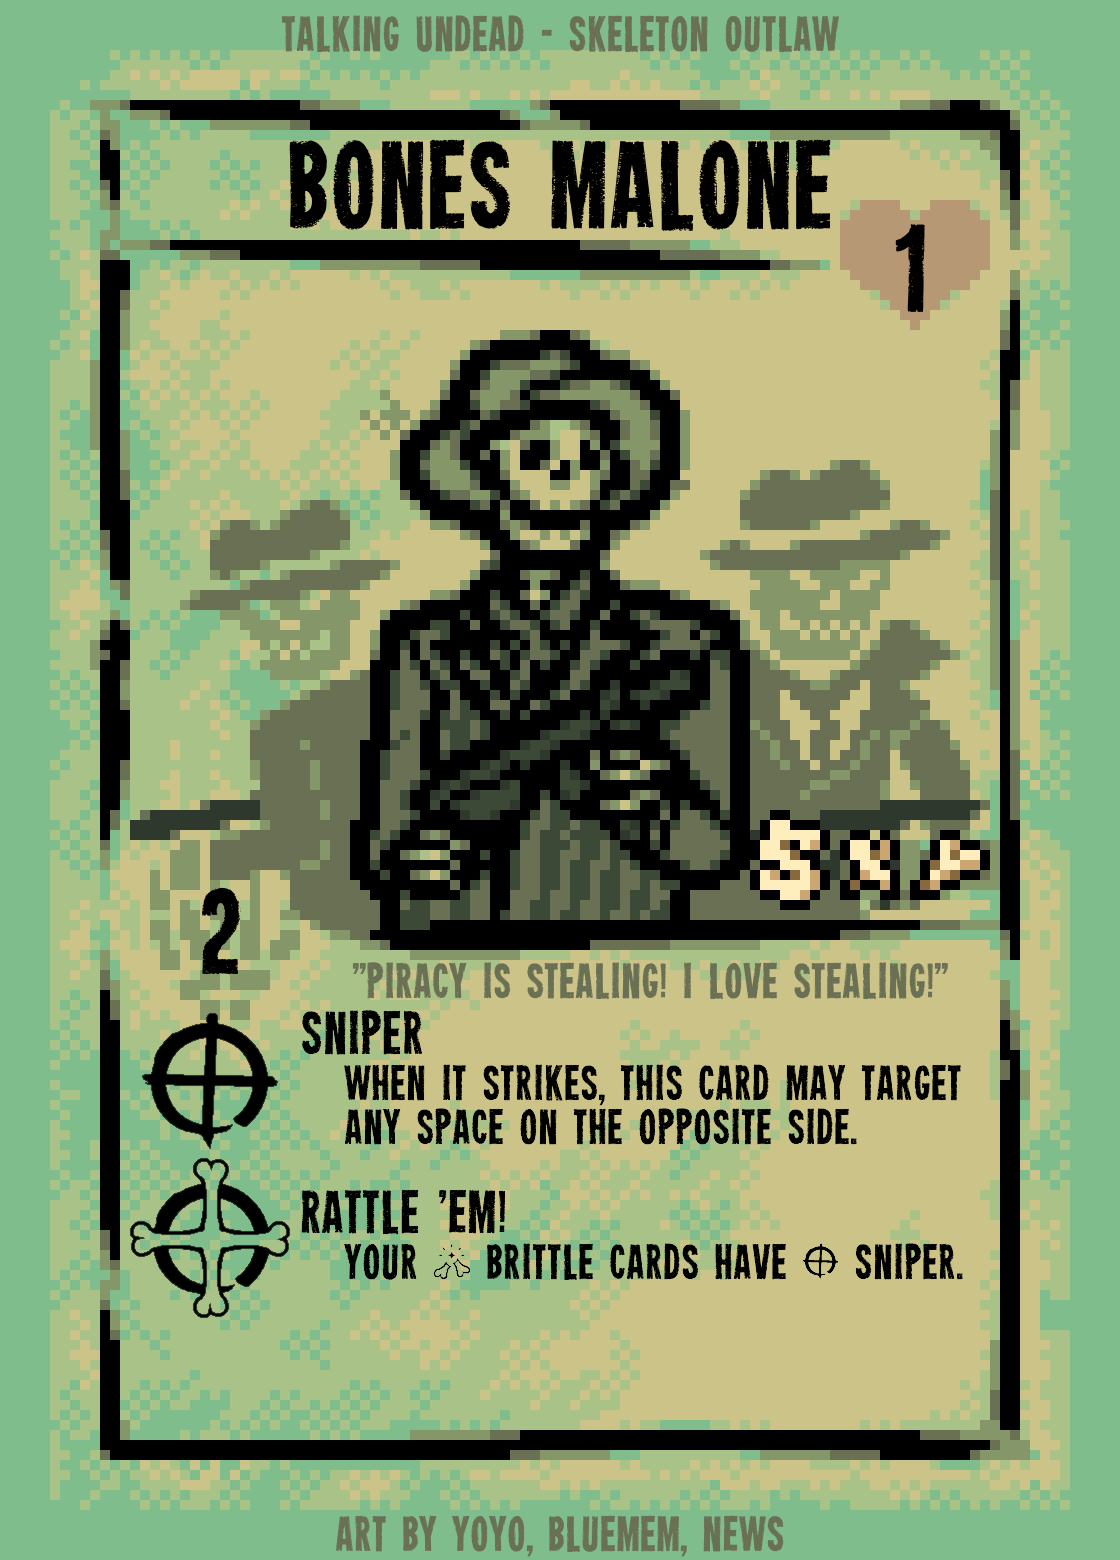 TALKING UNDEAD - SKELETON OUTLAW
BONES MALONE
1
SNP
2
"PIRACY IS STEALING! I LOVE STEALING!"
SNIPER
WHEN IT STRIKES, THIS CARD MAY TARGET
ANY SPACE ON THE OPPOSITE SIDE.
RATTLE 'EM!
YOUR BRITTLE CARDS HAVE SNIPER.
ART BY YOYO, BLUEMEM, NEWS